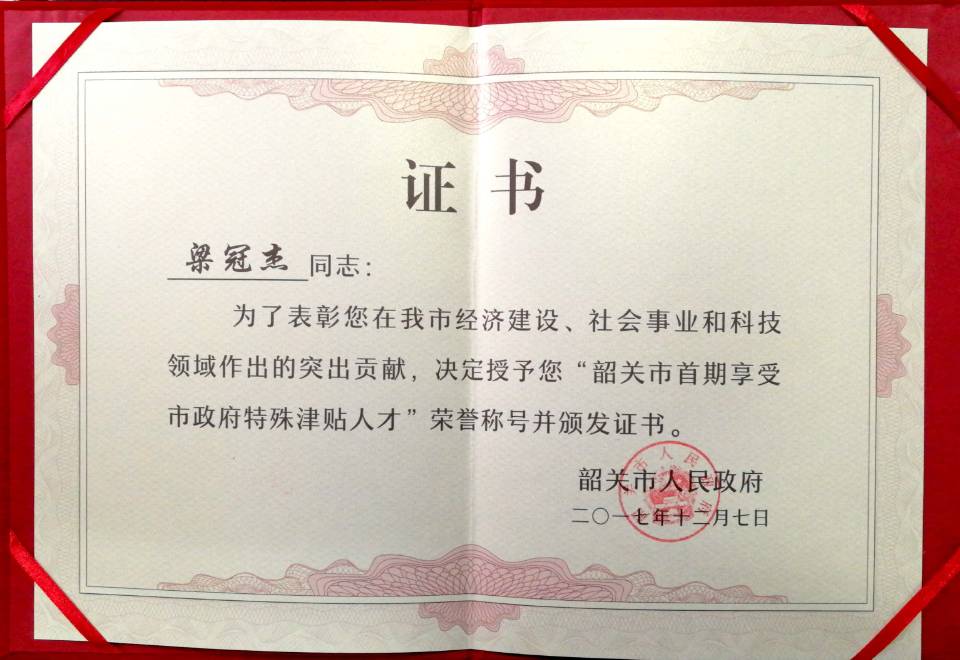 证书
梁冠杰同志：
为了表彰您在我市经济建设、社会事业和科技
领域作出的突出贡献，决定授予您“韶关市首期享受
市政府特殊津贴人才”荣誉称号并颁发证书。
韶关市人民政府
二〇一七年十二月七日